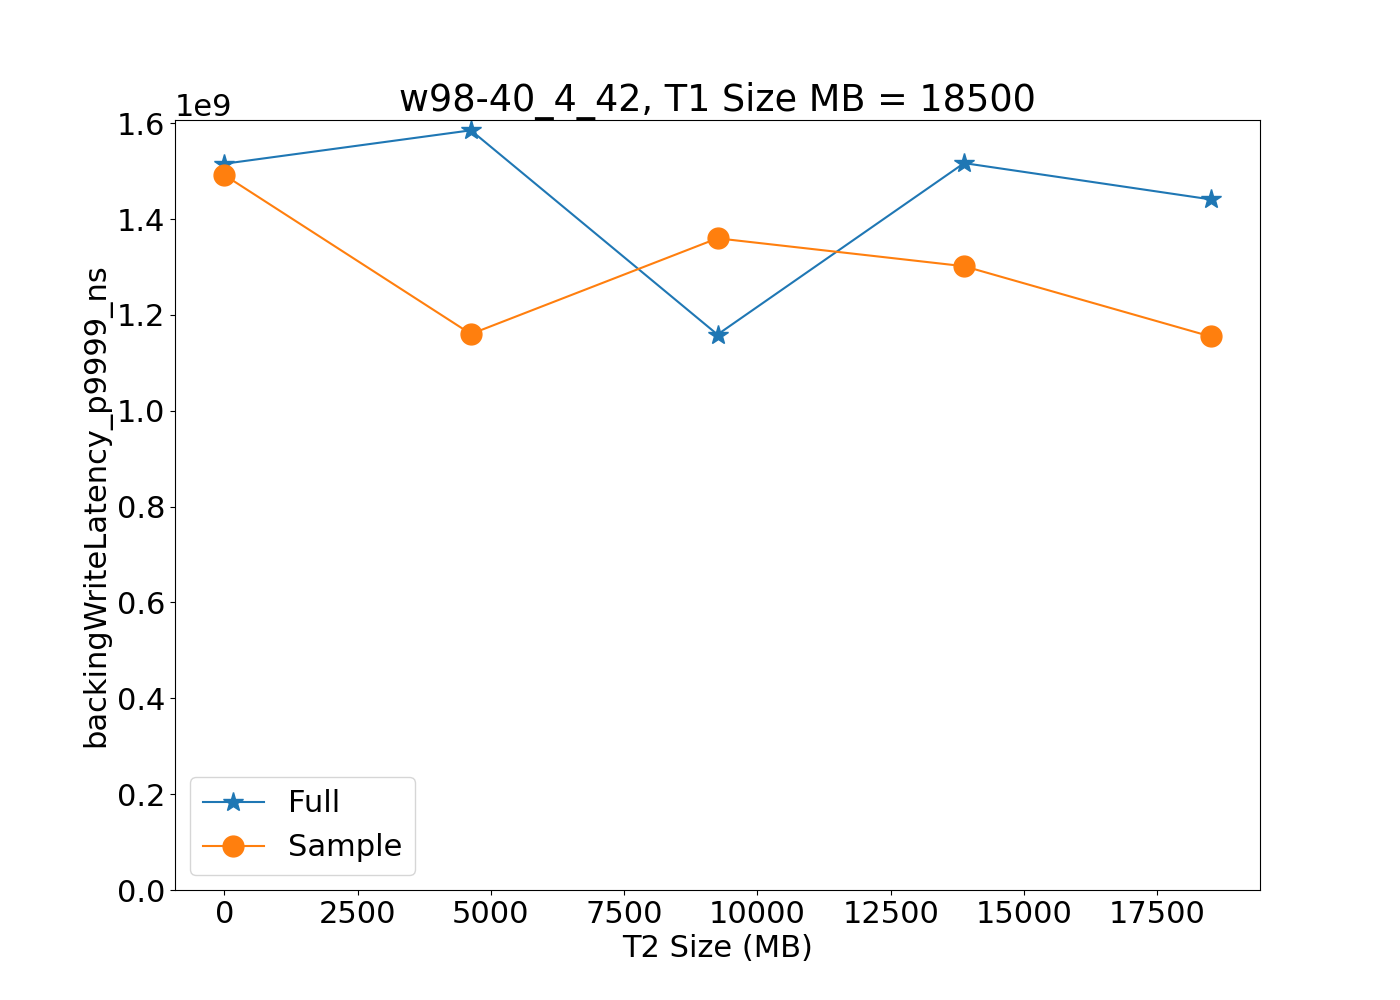 w98-40_4_42, T1 Size MB = 18500
1e9
1.6
1.4
1.2
1.0
0.8
0.6
0.4
0.2
0.0
backingWriteLatency_p9999_ns
Full
Sample
0 2500 5000 7500 10000 12500 15000 17500
T2 Size (MB)